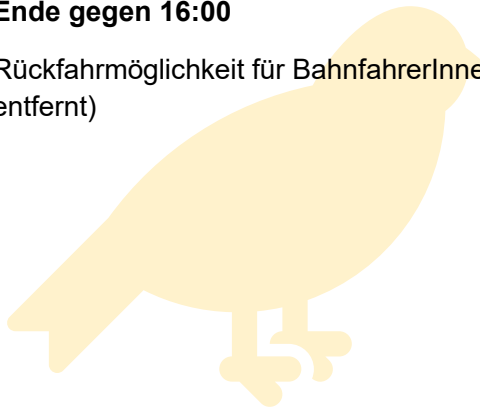 Ende gegen 16:00
Rückfahrmöglichkeit für BahnfahrerInne
entfernt)